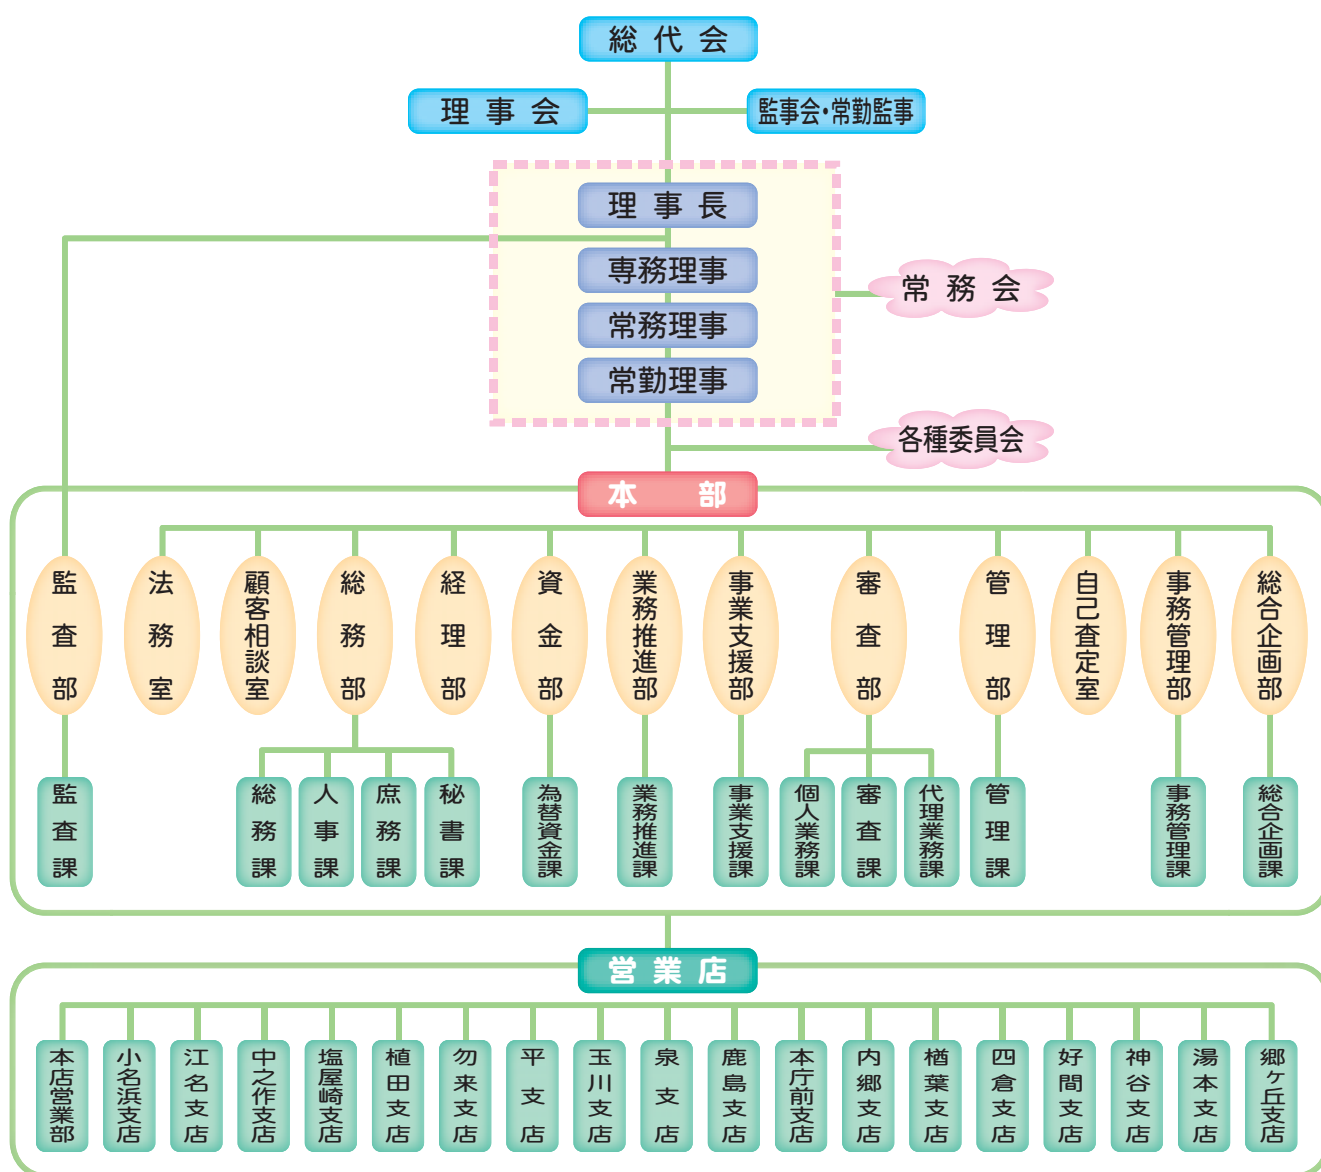 総代会
理事会
監事会・常勤監事
理事長
専務理事
常務理事
常勤理事
常務会
各種委員会
本部
監査部
法務室
顧客相談室
総務部
経理部
資金部
業務推進部
事業支援部
審査部
管理部
自己査定室
事務管理部
総合企画部
監査課
総務課
人事課
庶務課
秘書課
為替資金課
業務推進課
事業支援課
個人業務課
審査課
代理業務課
管理課
事務管理課
総合企画課
営業店
本店営業部
小名浜支店
江名支店
中之作支店
塩屋崎支店
植田支店
勿来支店
平支店
玉川支店
泉支店
鹿島支店
本庁前支店
内郷支店
楢葉支店
四倉支店
好間支店
神谷支店
湯本支店
郷ヶ丘支店